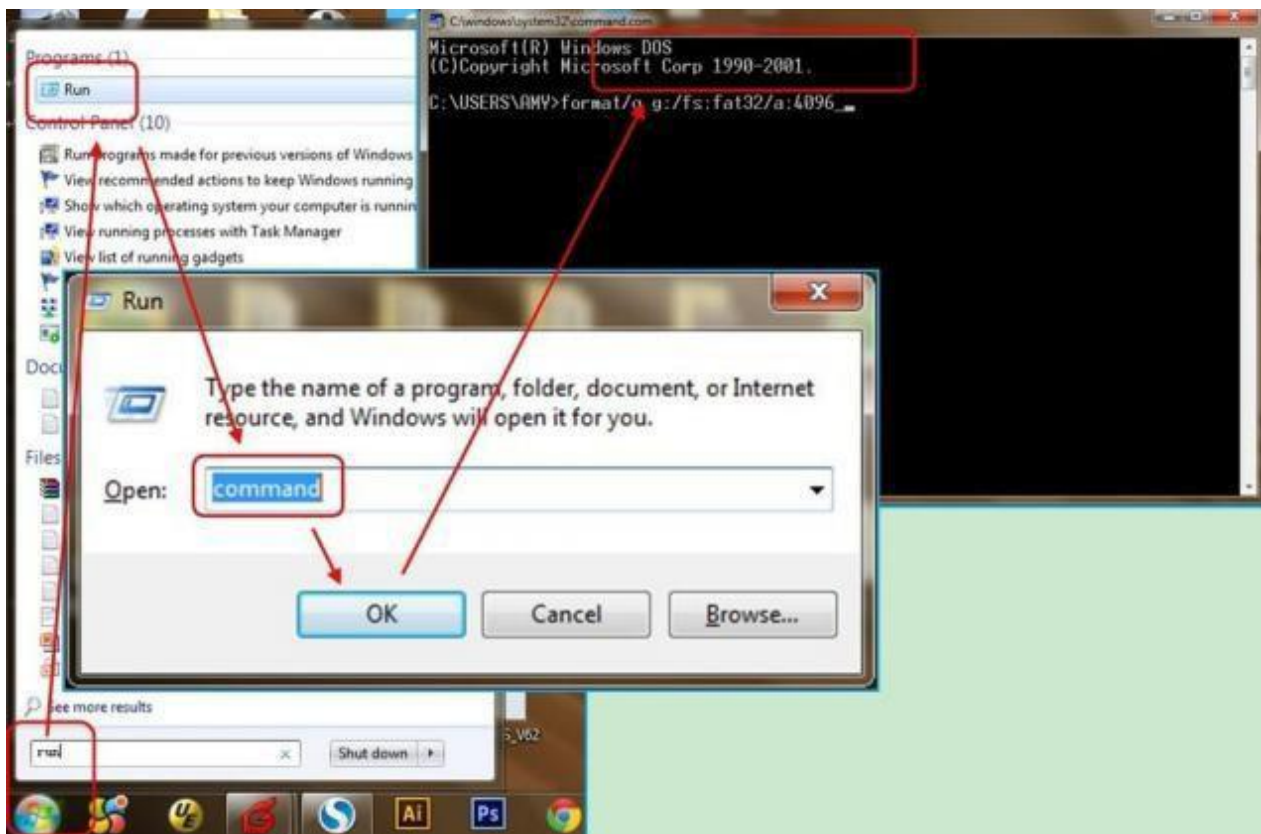 Programs (1)
Run
Control Panel (10)
Run programs made for previous versions of Windows
View recommended actions to keep Windows running
Show which operating system your computer is runnin
View running processes with Task Manager
View list of running gadgets
Docu
Files
See more results
run
Shut down
C:\windows\system32\command.com
Microsoft(R) Windows DOS
(C)Copyright Microsoft Corp 1990-2001.
C:\USERS\AMY>format/q g:/fs:fat32/a:4096_
Run
Type the name of a program, folder, document, or Internet
resource, and Windows will open it for you.
Open:
command
OK
Cancel
Browse...
UE
S
Ai
Ps